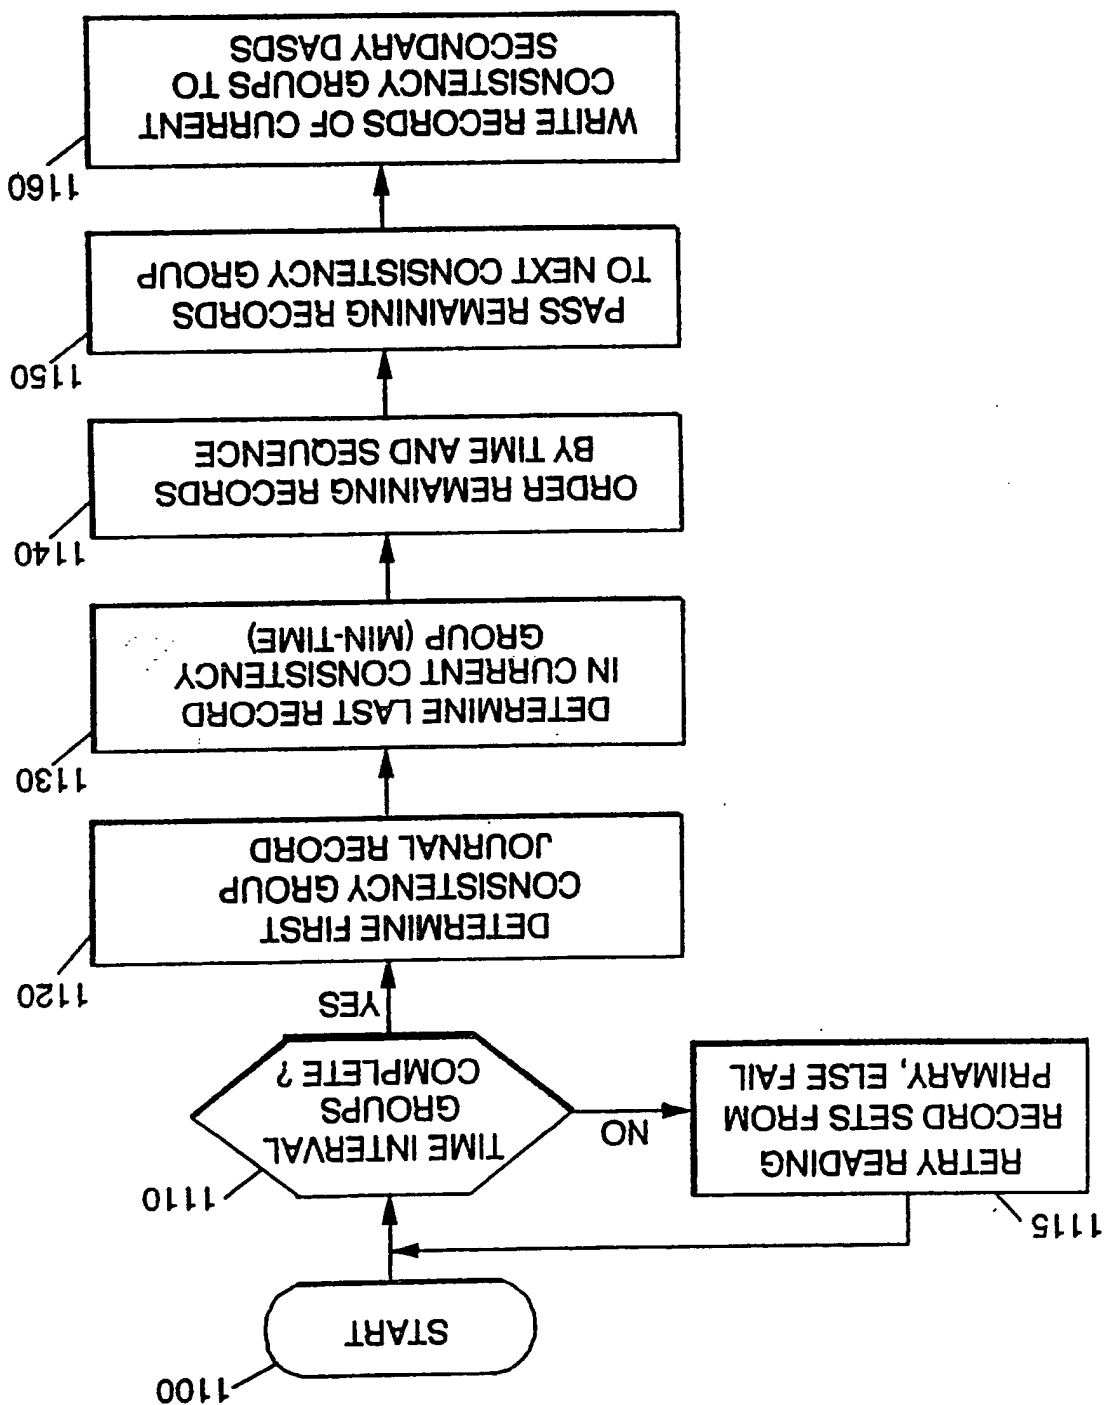 1100
START
1110
TIME INTERVAL
GROUPS
COMPLETE ?
NO
1115
RETRY READING
RECORD SETS FROM
PRIMARY, ELSE FAIL
YES
1120
DETERMINE FIRST
CONSISTENCY GROUP
JOURNAL RECORD
1130
DETERMINE LAST RECORD
IN CURRENT CONSISTENCY
GROUP (MIN-TIME)
1140
ORDER REMAINING RECORDS
BY TIME AND SEQUENCE
1150
PASS REMAINING RECORDS
TO NEXT CONSISTENCY GROUP
1160
WRITE RECORDS OF CURRENT
CONSISTENCY GROUPS TO
SECONDARY DASDS